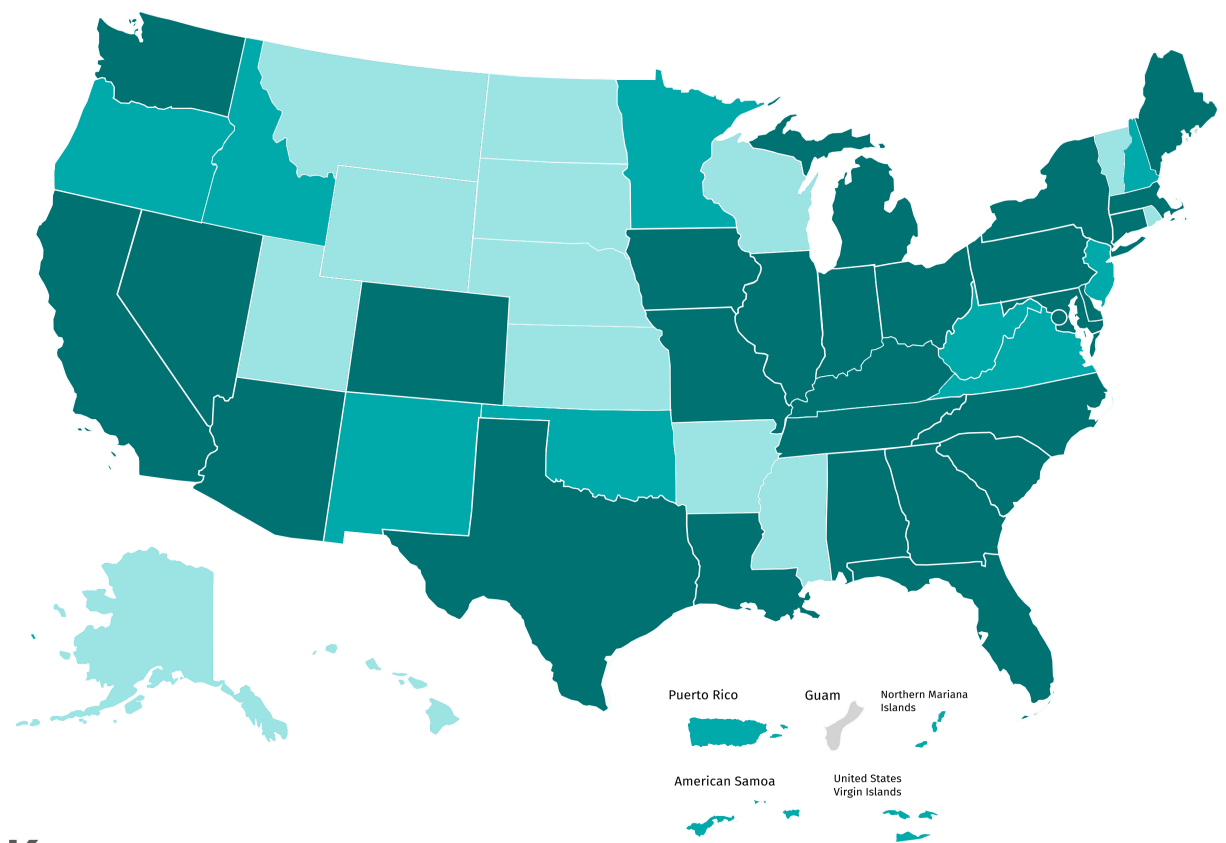 Puerto Rico
Guam
Northern Mariana
Islands
American Samoa
United States
Virgin Islands